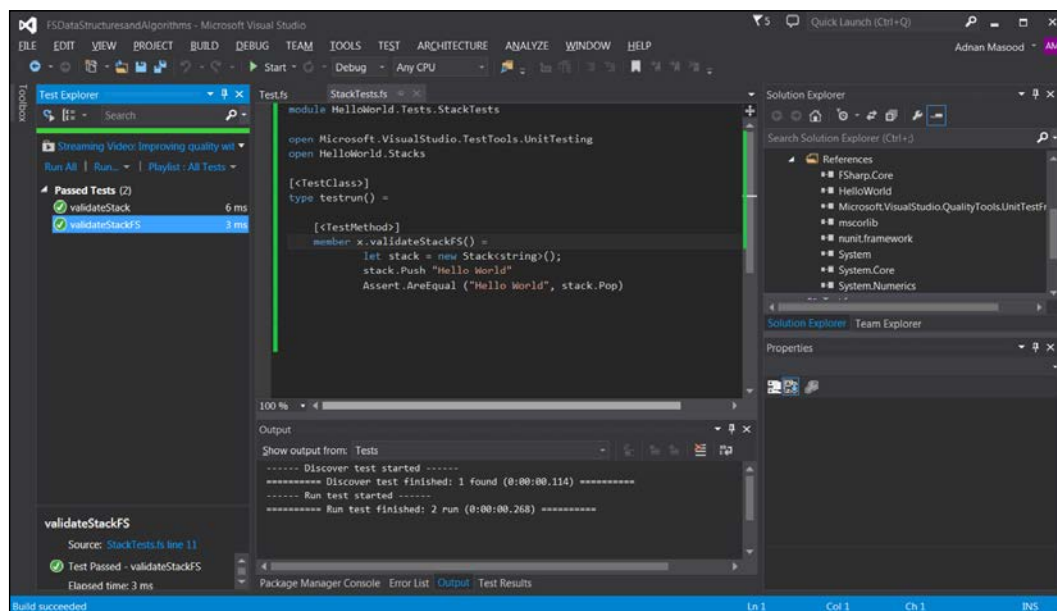 FSDataStructuresandAlgorithms - Microsoft Visual Studio
5
Quick Launch (Ctrl+Q)
FILE EDIT VIEW PROJECT BUILD DEBUG TEAM TOOLS TEST ARCHITECTURE ANALYZE WINDOW HELP
Adnan Masood
AM
Start Debug Any CPU
Toolbox
Test Explorer
Search
Streaming Video: Improving quality wit
Run All | Run... | Playlist : All Tests
Passed Tests (2)
validateStack 6 ms
validateStackFS 3 ms
validateStackFS
Source: StackTests.fs line 11
Test Passed - validateStackFS
Elapsed time: 3 ms
Test.fs StackTests.fs
module HelloWorld.Tests.StackTests
open Microsoft.VisualStudio.TestTools.UnitTesting
open HelloWorld.Stacks
[<TestClass>]
type testrun() =
[<TestMethod>]
member x.validateStackFS() =
let stack = new Stack<string>();
stack.Push "Hello World"
Assert.AreEqual ("Hello World", stack.Pop)
100 %
Output
Show output from: Tests
------ Discover test started ------
========== Discover test finished: 1 found (0:00:00.114) ==========
------ Run test started ------
========== Run test finished: 2 run (0:00:00.268) ==========
Package Manager Console Error List Output Test Results
Solution Explorer
Search Solution Explorer (Ctrl+;)
References
FSharp.Core
HelloWorld
Microsoft.VisualStudio.QualityTools.UnitTestFr
mscorlib
nunit.framework
System
System.Core
System.Numerics
Solution Explorer Team Explorer
Properties
Build succeeded Ln 1 Col 1 Ch 1 INS